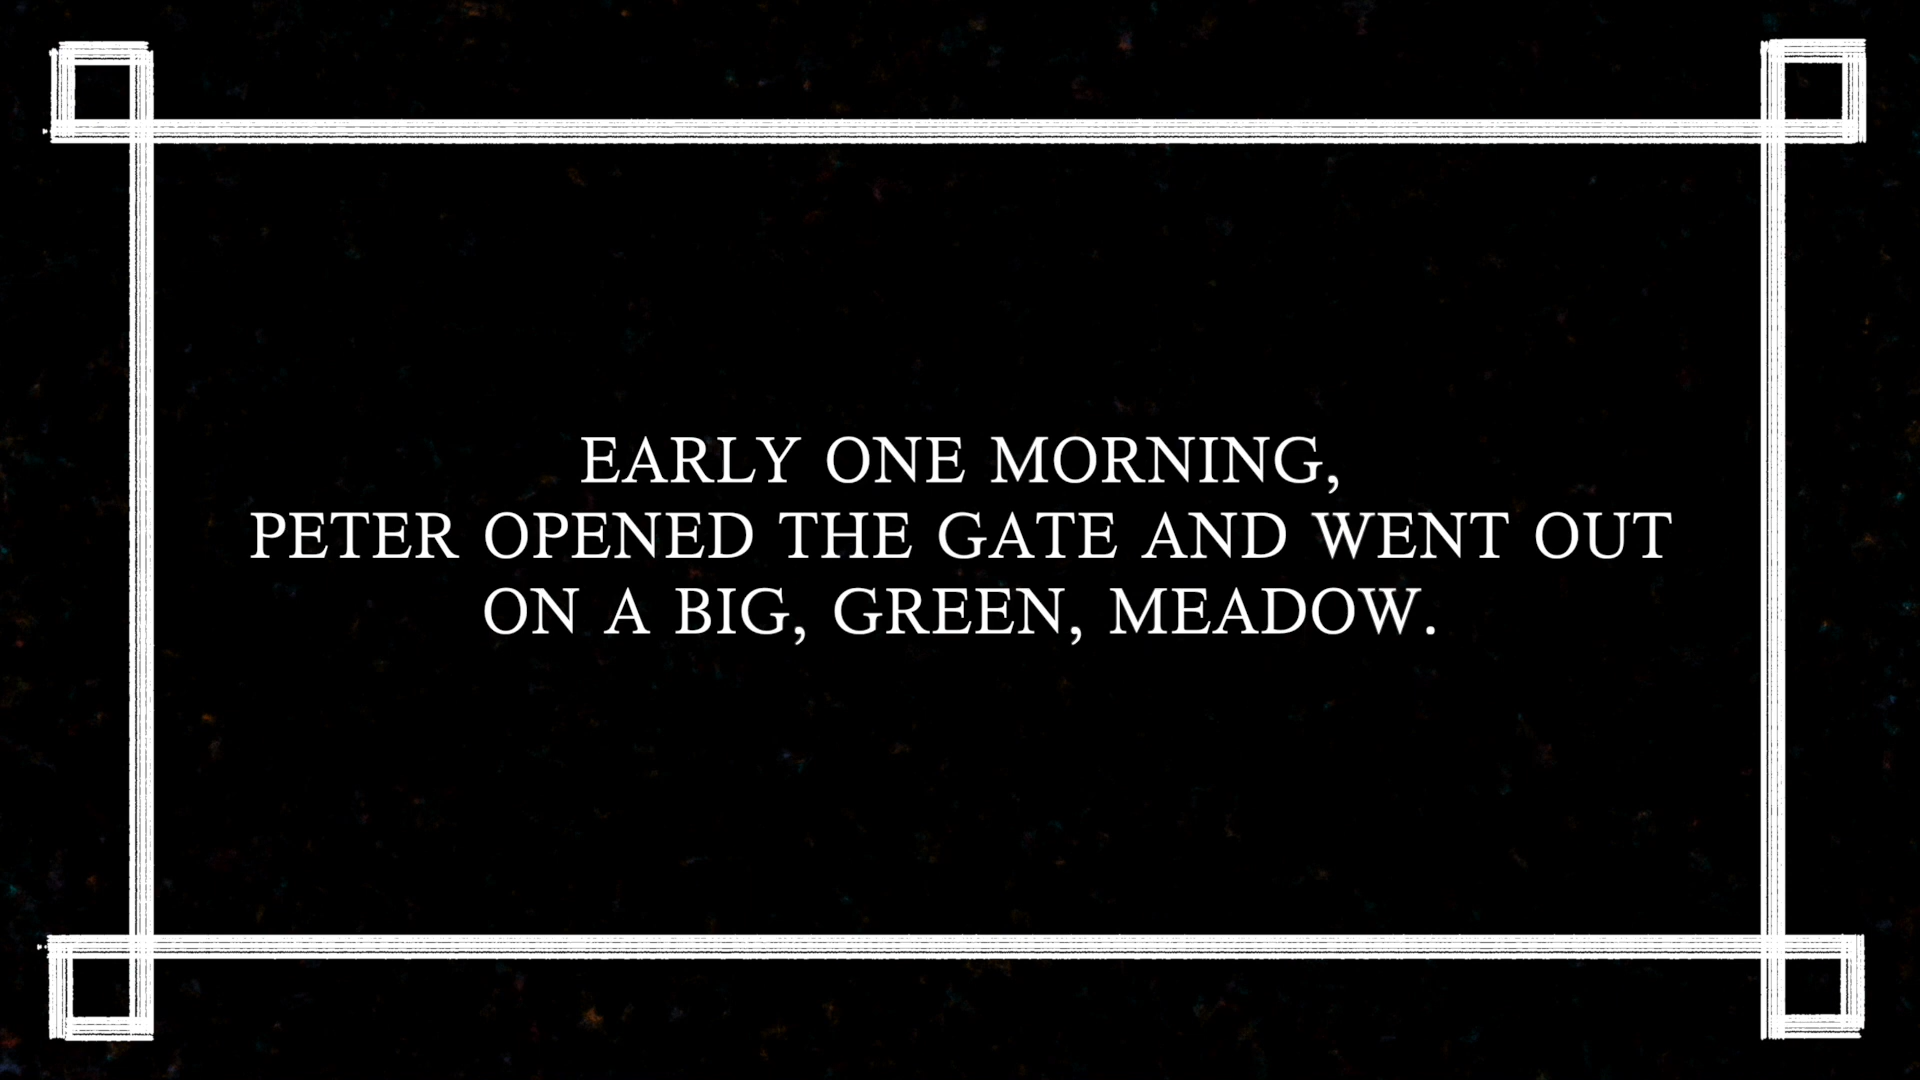 EARLY ONE MORNING,
PETER OPENED THE GATE AND WENT OUT
ON A BIG, GREEN, MEADOW.